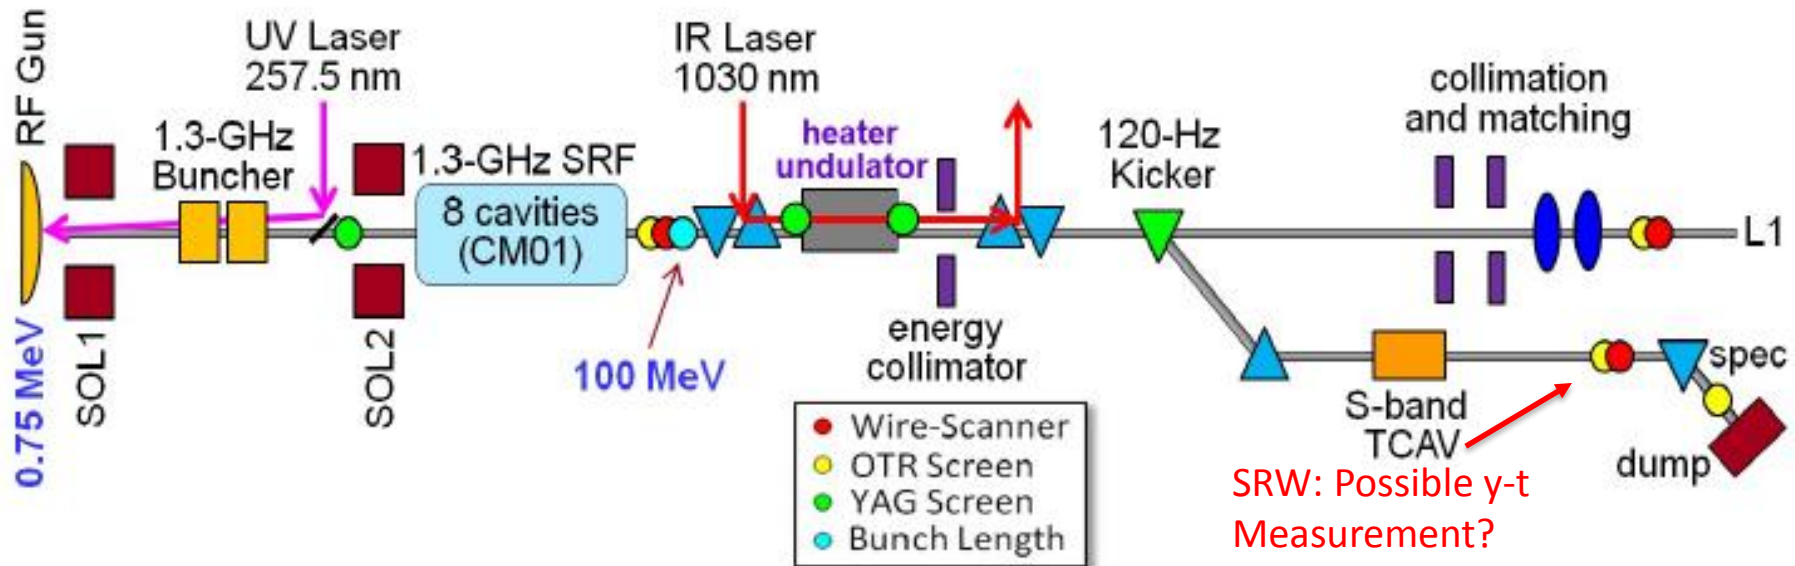 RF Gun
0.75 MeV
SOL1
1.3-GHz
Buncher
UV Laser
257.5 nm
SOL2
1.3-GHz SRF
8 cavities
(CM01)
100 MeV
IR Laser
1030 nm
heater
undulator
energy
collimator
120-Hz
Kicker
collimation
and matching
L1
S-band
TCAV
spec
dump
SRW: Possible y-t
Measurement?
Wire-Scanner
OTR Screen
YAG Screen
Bunch Length